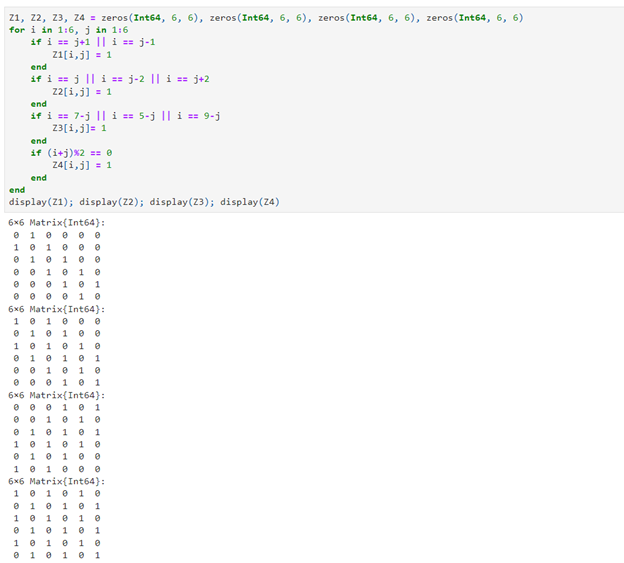 Z1, Z2, Z3, Z4 = zeros(Int64, 6, 6), zeros(Int64, 6, 6), zeros(Int64, 6, 6), zeros(Int64, 6, 6)
for i in 1:6, j in 1:6
    if i == j+1 || i == j-1
        Z1[i,j] = 1
    end
    if i == j || i == j-2 || i == j+2
        Z2[i,j] = 1
    end
    if i == 7-j || i == 5-j || i == 9-j
        Z3[i,j]= 1
    end
    if (i+j)%2 == 0
        Z4[i,j] = 1
    end
end
display(Z1); display(Z2); display(Z3); display(Z4)
6×6 Matrix{Int64}:
 0  1  0  0  0  0
 1  0  1  0  0  0
 0  1  0  1  0  0
 0  0  1  0  1  0
 0  0  0  1  0  1
 0  0  0  0  1  0
6×6 Matrix{Int64}:
 1  0  1  0  0  0
 0  1  0  1  0  0
 1  0  1  0  1  0
 0  1  0  1  0  1
 0  0  1  0  1  0
 0  0  0  1  0  1
6×6 Matrix{Int64}:
 0  0  0  1  0  1
 0  0  1  0  1  0
 0  1  0  1  0  1
 1  0  1  0  1  0
 0  1  0  1  0  0
 1  0  1  0  0  0
6×6 Matrix{Int64}:
 1  0  1  0  1  0
 0  1  0  1  0  1
 1  0  1  0  1  0
 0  1  0  1  0  1
 1  0  1  0  1  0
 0  1  0  1  0  1